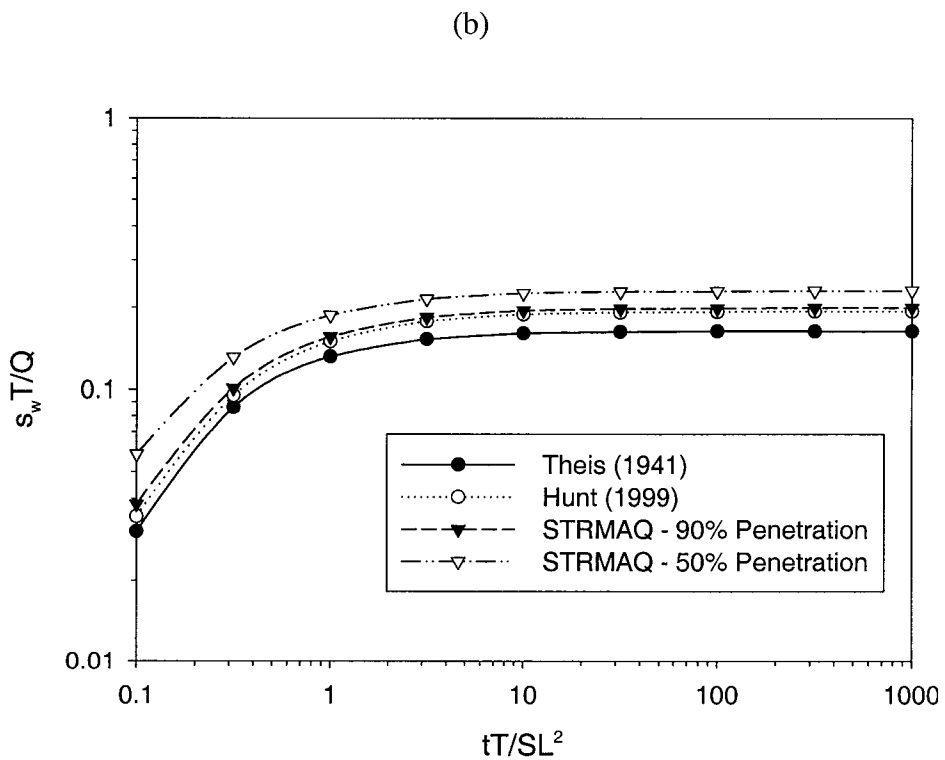 (b)
1
0.1
0.01
s_wT/Q
Theis (1941)
Hunt (1999)
STRMAQ - 90% Penetration
STRMAQ - 50% Penetration
0.1 1 10 100 1000
tT/SL²